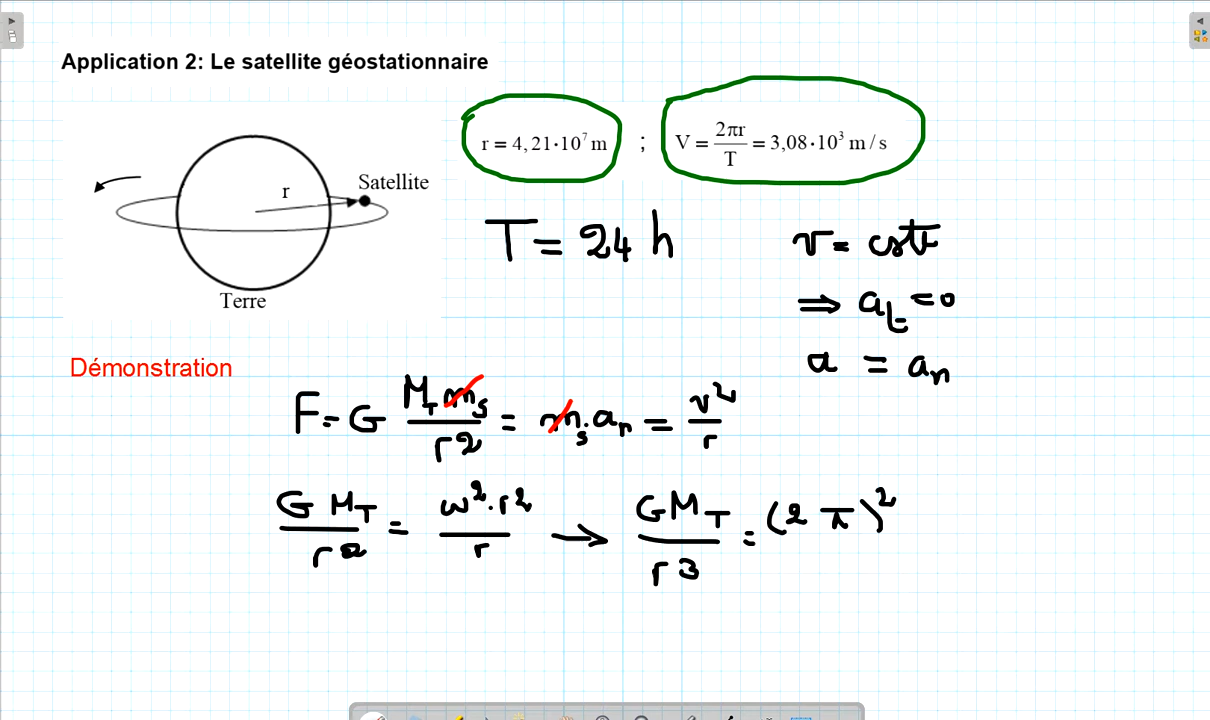 Application 2: Le satellite géostationnaire
r = 4,21·10⁷ m ; V = 2πr/T = 3,08·10³ m/s
Satellite
r
Terre
T = 24 h
v = cste
⇒ a_t = 0
a = a_n
Démonstration
F = G M_T m_s / r² = m_s . a_n = v²/r
G M_T / r² = ω² . r² / r → G M_T / r³ = (2π)²